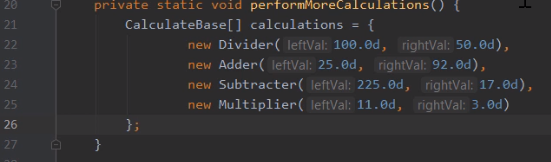 20 private static void performMoreCalculations() {
21 CalculateBase[] calculations = {
22 new Divider( leftVal: 100.0d, rightVal: 50.0d),
23 new Adder( leftVal: 25.0d, rightVal: 92.0d),
24 new Subtracter( leftVal: 225.0d, rightVal: 17.0d),
25 new Multiplier( leftVal: 11.0d, rightVal: 3.0d)
26 };
27 }